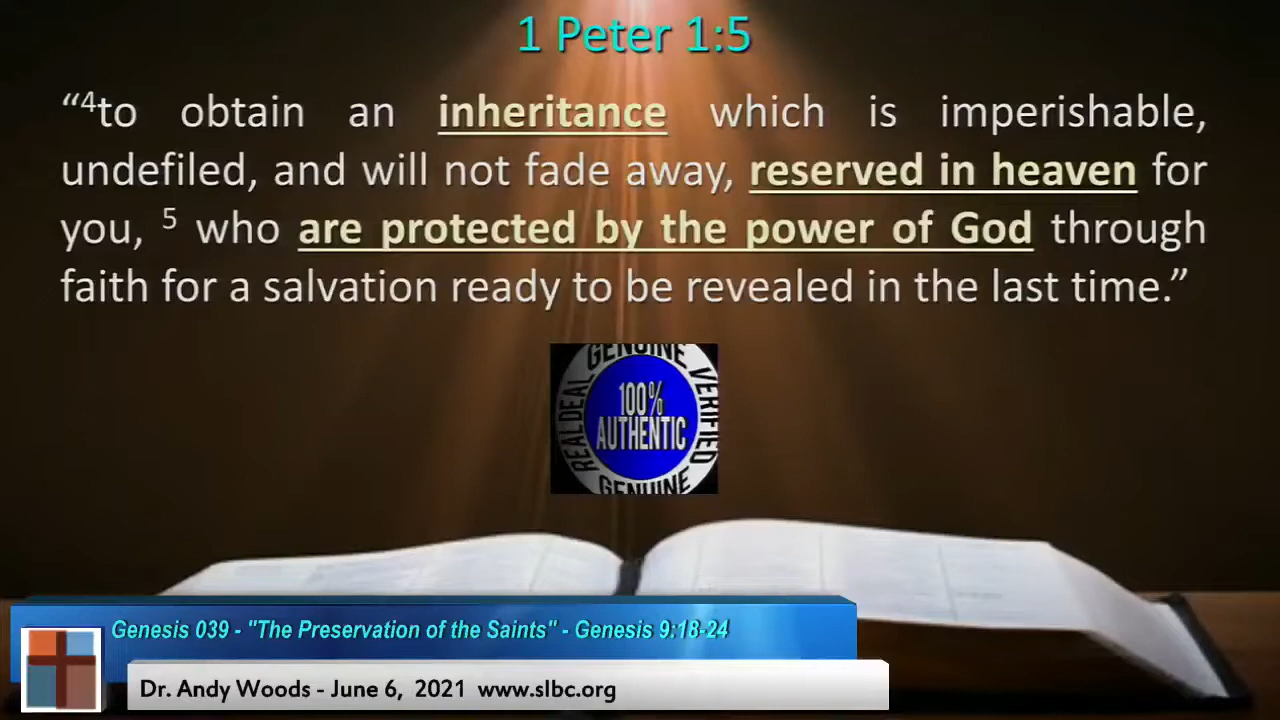 1 Peter 1:5
“⁴to obtain an inheritance which is imperishable,
undefiled, and will not fade away, reserved in heaven for
you, ⁵ who are protected by the power of God through
faith for a salvation ready to be revealed in the last time.”
GENUINE
REAL DEAL
100%
AUTHENTIC
VERIFIED
GENUINE
Genesis 039 - "The Preservation of the Saints" - Genesis 9:18-24
Dr. Andy Woods - June 6, 2021 www.slbc.org